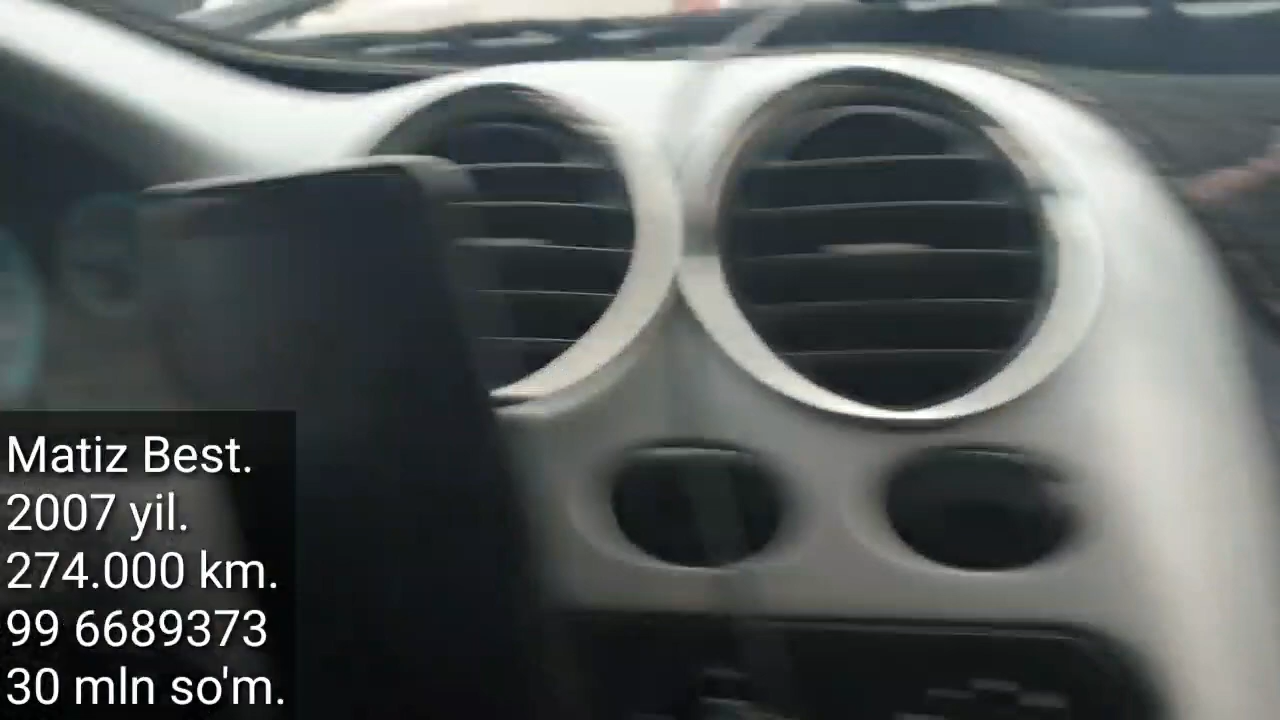 Matiz Best.
2007 yil.
274.000 km.
99 6689373
30 mln so'm.